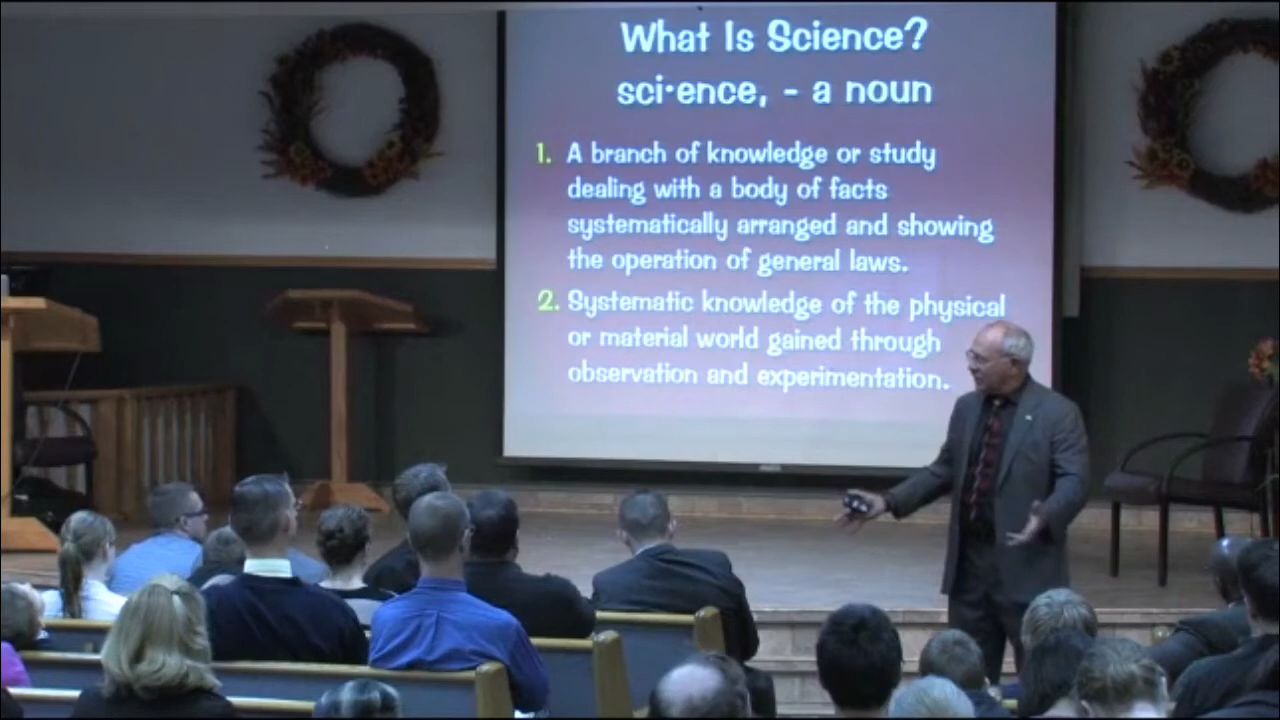 What Is Science?
sci·ence, - a noun
1. A branch of knowledge or study
dealing with a body of facts
systematically arranged and showing
the operation of general laws.
2. Systematic knowledge of the physical
or material world gained through
observation and experimentation.